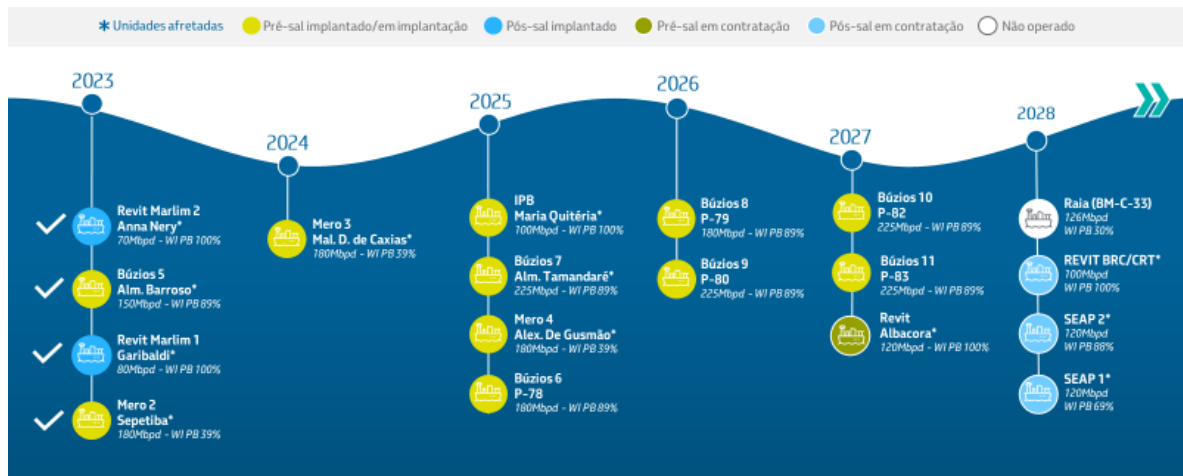 * Unidades afretadas Pré-sal implantado/em implantação Pós-sal implantado Pré-sal em contratação Pós-sal em contratação Não operado
2023
Revit Marlim 2
Anna Nery*
70Mbpd - WI PB 100%
Búzios 5
Alm. Barroso*
150Mbpd - WI PB 89%
Revit Marlim 1
Garibaldi*
80Mbpd - WI PB 100%
Mero 2
Sepetiba*
180Mbpd - WI PB 39%
2024
Mero 3
Mal. D. de Caxias*
180Mbpd - WI PB 39%
2025
IPB
Maria Quitéria*
100Mbpd - WI PB 100%
Búzios 7
Alm. Tamandaré*
225Mbpd - WI PB 89%
Mero 4
Alex. De Gusmão*
180Mbpd - WI PB 39%
Búzios 6
P-78
180Mbpd - WI PB 89%
2026
Búzios 8
P-79
180Mbpd - WI PB 89%
Búzios 9
P-80
225Mbpd - WI PB 89%
2027
Búzios 10
P-82
225Mbpd - WI PB 89%
Búzios 11
P-83
225Mbpd - WI PB 89%
Revit
Albacora*
120Mbpd - WI PB 100%
2028
Raia (BM-C-33)
126Mbpd
WI PB 30%
REVIT BRC/CRT*
100Mbpd
WI PB 100%
SEAP 2*
120Mbpd
WI PB 88%
SEAP 1*
120Mbpd
WI PB 69%